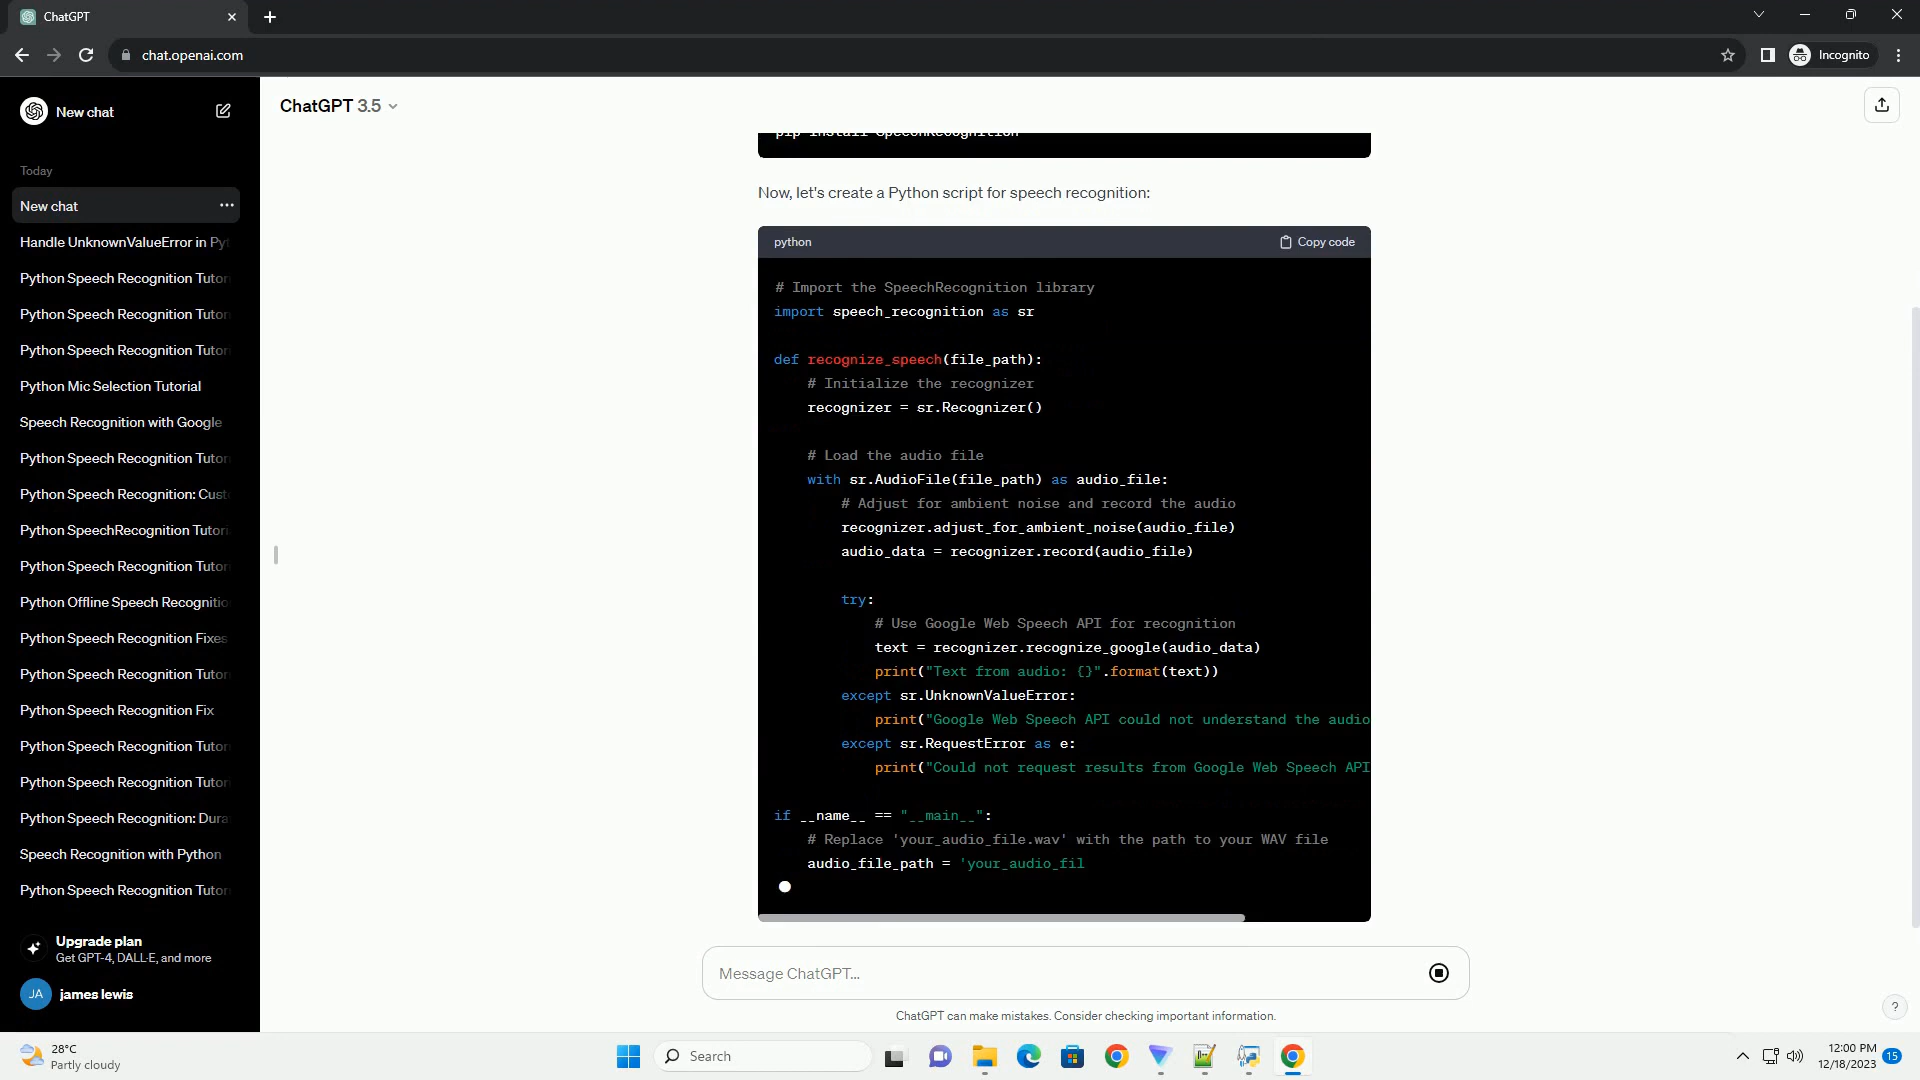 ChatGPT
chat.openai.com
Incognito
New chat
ChatGPT 3.5
Today
New chat
Handle UnknownValueError in Py
Python Speech Recognition Tutor
Python Speech Recognition Tutor
Python Speech Recognition Tutor
Python Mic Selection Tutorial
Speech Recognition with Google
Python Speech Recognition Tutor
Python Speech Recognition: Cust
Python SpeechRecognition Tutori
Python Speech Recognition Tutor
Python Offline Speech Recognitio
Python Speech Recognition Fixes
Python Speech Recognition Tutor
Python Speech Recognition Fix
Python Speech Recognition Tutor
Python Speech Recognition Tutor
Python Speech Recognition: Dura
Speech Recognition with Python
Python Speech Recognition Tutor
Upgrade plan
Get GPT-4, DALL·E, and more
JA
james lewis
pip install SpeechRecognition
Now, let's create a Python script for speech recognition:
python
Copy code
# Import the SpeechRecognition library
import speech_recognition as sr
def recognize_speech(file_path):
# Initialize the recognizer
recognizer = sr.Recognizer()
# Load the audio file
with sr.AudioFile(file_path) as audio_file:
# Adjust for ambient noise and record the audio
recognizer.adjust_for_ambient_noise(audio_file)
audio_data = recognizer.record(audio_file)
try:
# Use Google Web Speech API for recognition
text = recognizer.recognize_google(audio_data)
print("Text from audio: {}".format(text))
except sr.UnknownValueError:
print("Google Web Speech API could not understand the audio
except sr.RequestError as e:
print("Could not request results from Google Web Speech API
if __name__ == "__main__":
# Replace 'your_audio_file.wav' with the path to your WAV file
audio_file_path = 'your_audio_fil
Message ChatGPT...
ChatGPT can make mistakes. Consider checking important information.
?
28°C
Partly cloudy
Search
12:00 PM
12/18/2023
15